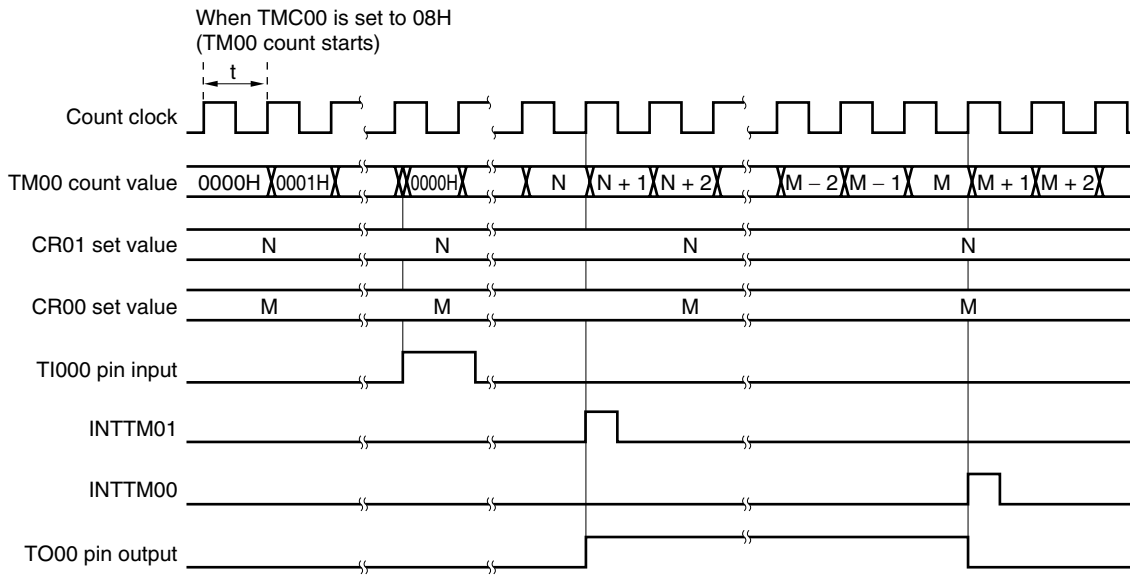 When TMC00 is set to 08H
(TM00 count starts)
t
Count clock
TM00 count value 0000H 0001H 0000H N N + 1 N + 2 M − 2 M − 1 M M + 1 M + 2
CR01 set value N N N N
CR00 set value M M M M
TI000 pin input
INTTM01
INTTM00
TO00 pin output